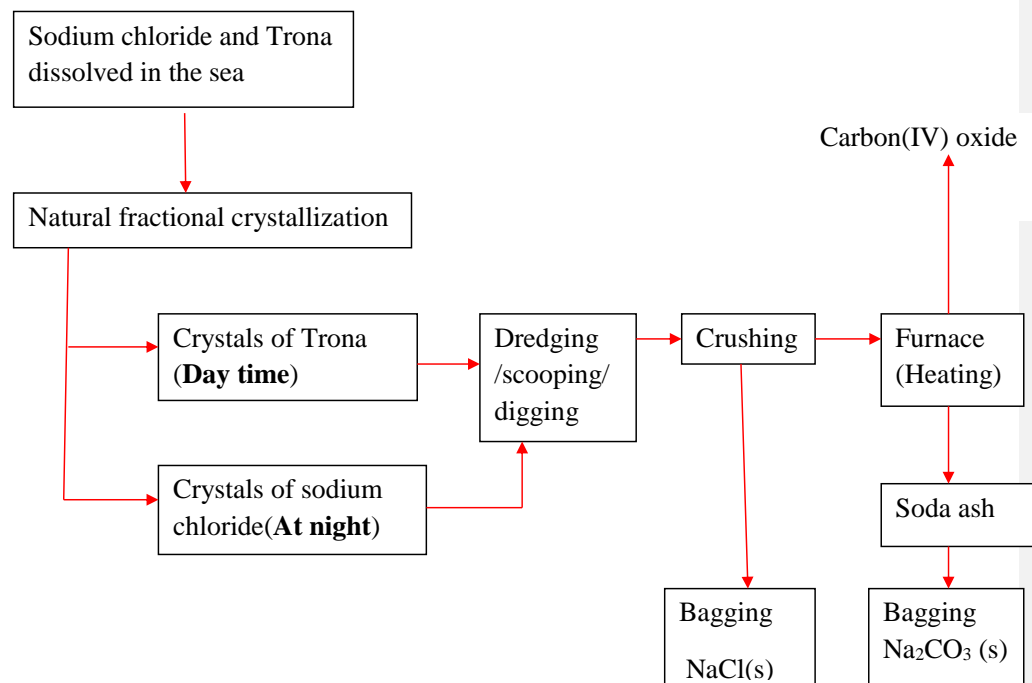 Sodium chloride and Trona
dissolved in the sea
Carbon(IV) oxide
Natural fractional crystallization
Crystals of Trona
(Day time)
Dredging
/scooping/
digging
Crushing
Furnace
(Heating)
Crystals of sodium
chloride(At night)
Soda ash
Bagging
NaCl(s)
Bagging
Na₂CO₃ (s)